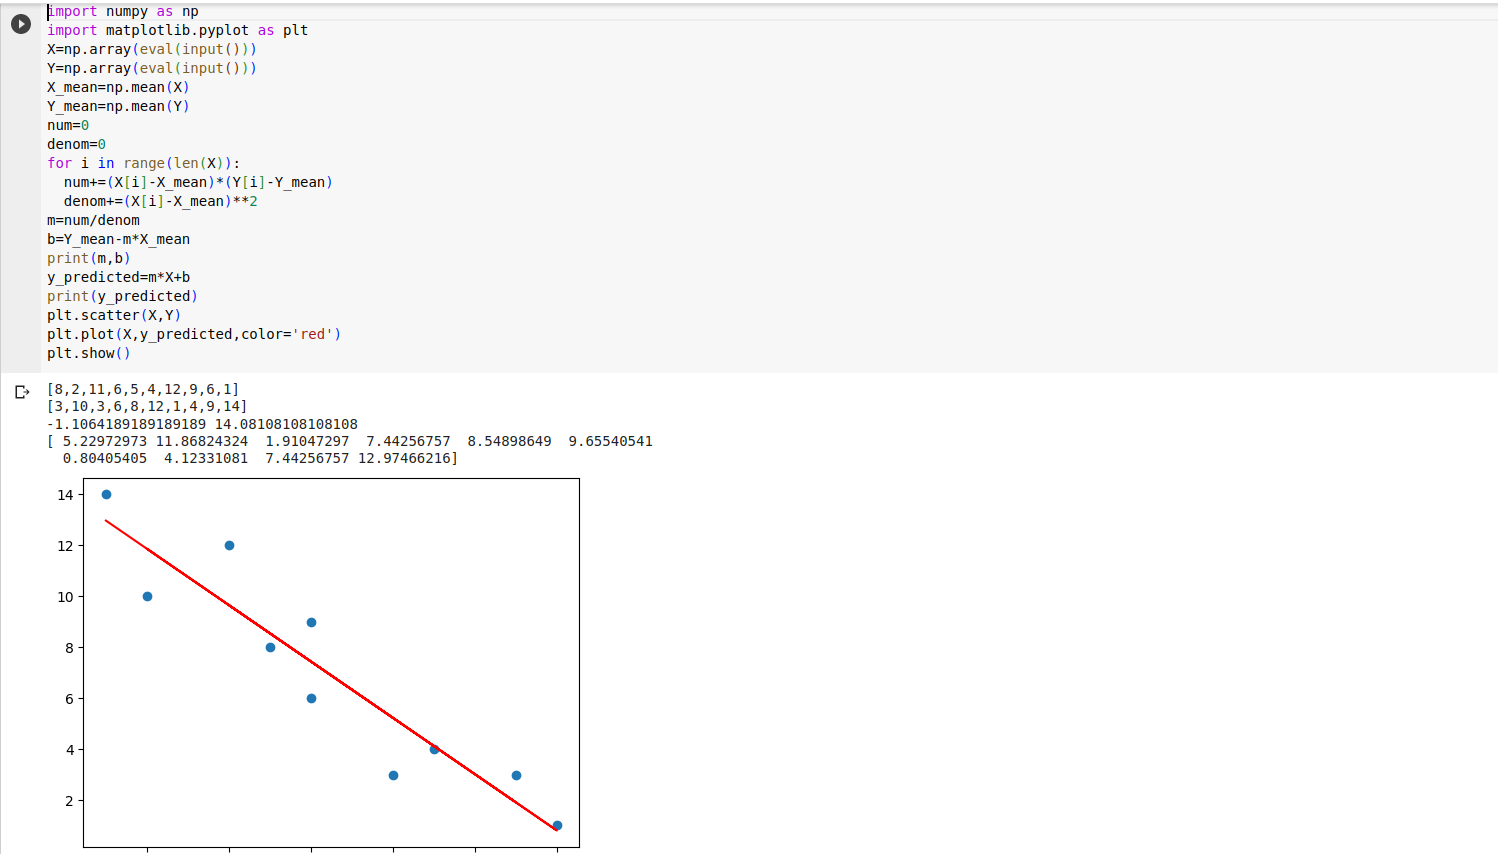 import numpy as np
import matplotlib.pyplot as plt
X=np.array(eval(input()))
Y=np.array(eval(input()))
X_mean=np.mean(X)
Y_mean=np.mean(Y)
num=0
denom=0
for i in range(len(X)):
  num+=(X[i]-X_mean)*(Y[i]-Y_mean)
  denom+=(X[i]-X_mean)**2
m=num/denom
b=Y_mean-m*X_mean
print(m,b)
y_predicted=m*X+b
print(y_predicted)
plt.scatter(X,Y)
plt.plot(X,y_predicted,color='red')
plt.show()
[8,2,11,6,5,4,12,9,6,1]
[3,10,3,6,8,12,1,4,9,14]
-1.1064189189189189 14.08108108108108
[ 5.22972973 11.86824324  1.91047297  7.44256757  8.54898649  9.65540541
  0.80405405  4.12331081  7.44256757 12.97466216]
14
12
10
8
6
4
2